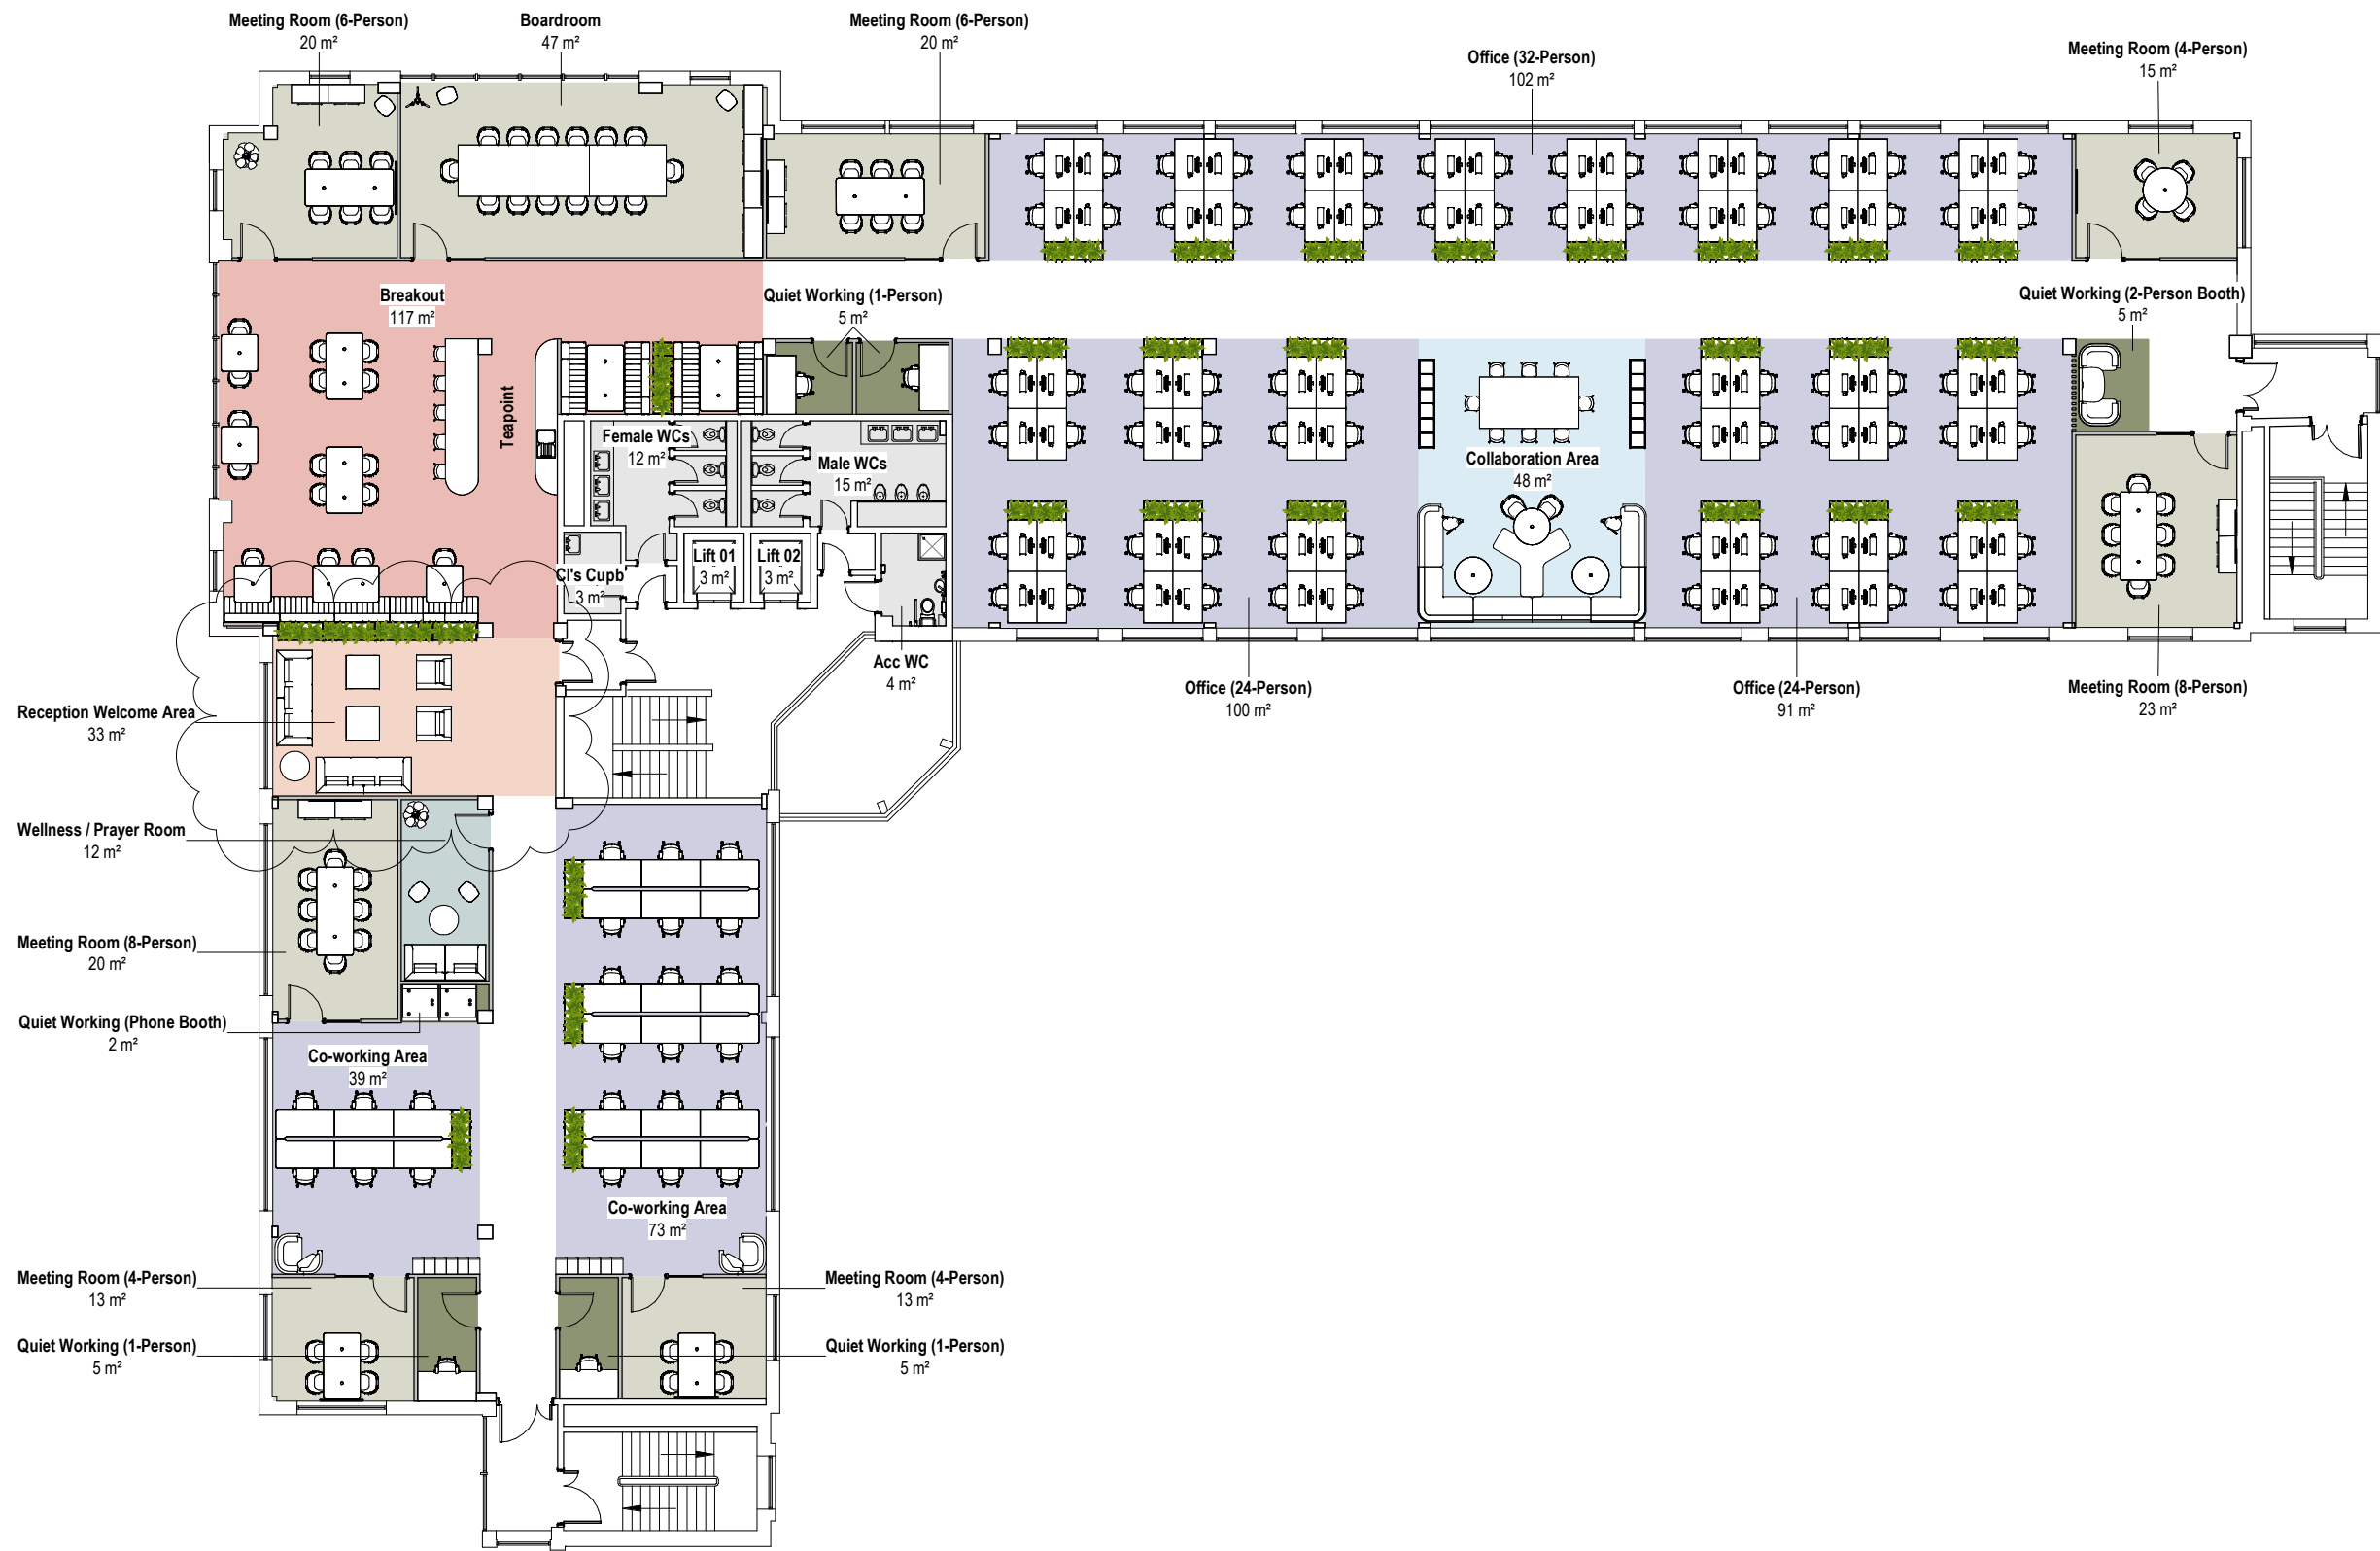 Meeting Room (6-Person)
20 m²
Boardroom
47 m²
Meeting Room (6-Person)
20 m²
Office (32-Person)
102 m²
Meeting Room (4-Person)
15 m²
Breakout
117 m²
Quiet Working (1-Person)
5 m²
Quiet Working (2-Person Booth)
5 m²
Teapoint
Female WCs
12 m²
Male WCs
15 m²
Collaboration Area
48 m²
Lift 01
3 m²
Lift 02
3 m²
Cl's Cupb
3 m²
Acc WC
4 m²
Office (24-Person)
100 m²
Office (24-Person)
91 m²
Meeting Room (8-Person)
23 m²
Reception Welcome Area
33 m²
Wellness / Prayer Room
12 m²
Meeting Room (8-Person)
20 m²
Quiet Working (Phone Booth)
2 m²
Co-working Area
39 m²
Co-working Area
73 m²
Meeting Room (4-Person)
13 m²
Meeting Room (4-Person)
13 m²
Quiet Working (1-Person)
5 m²
Quiet Working (1-Person)
5 m²